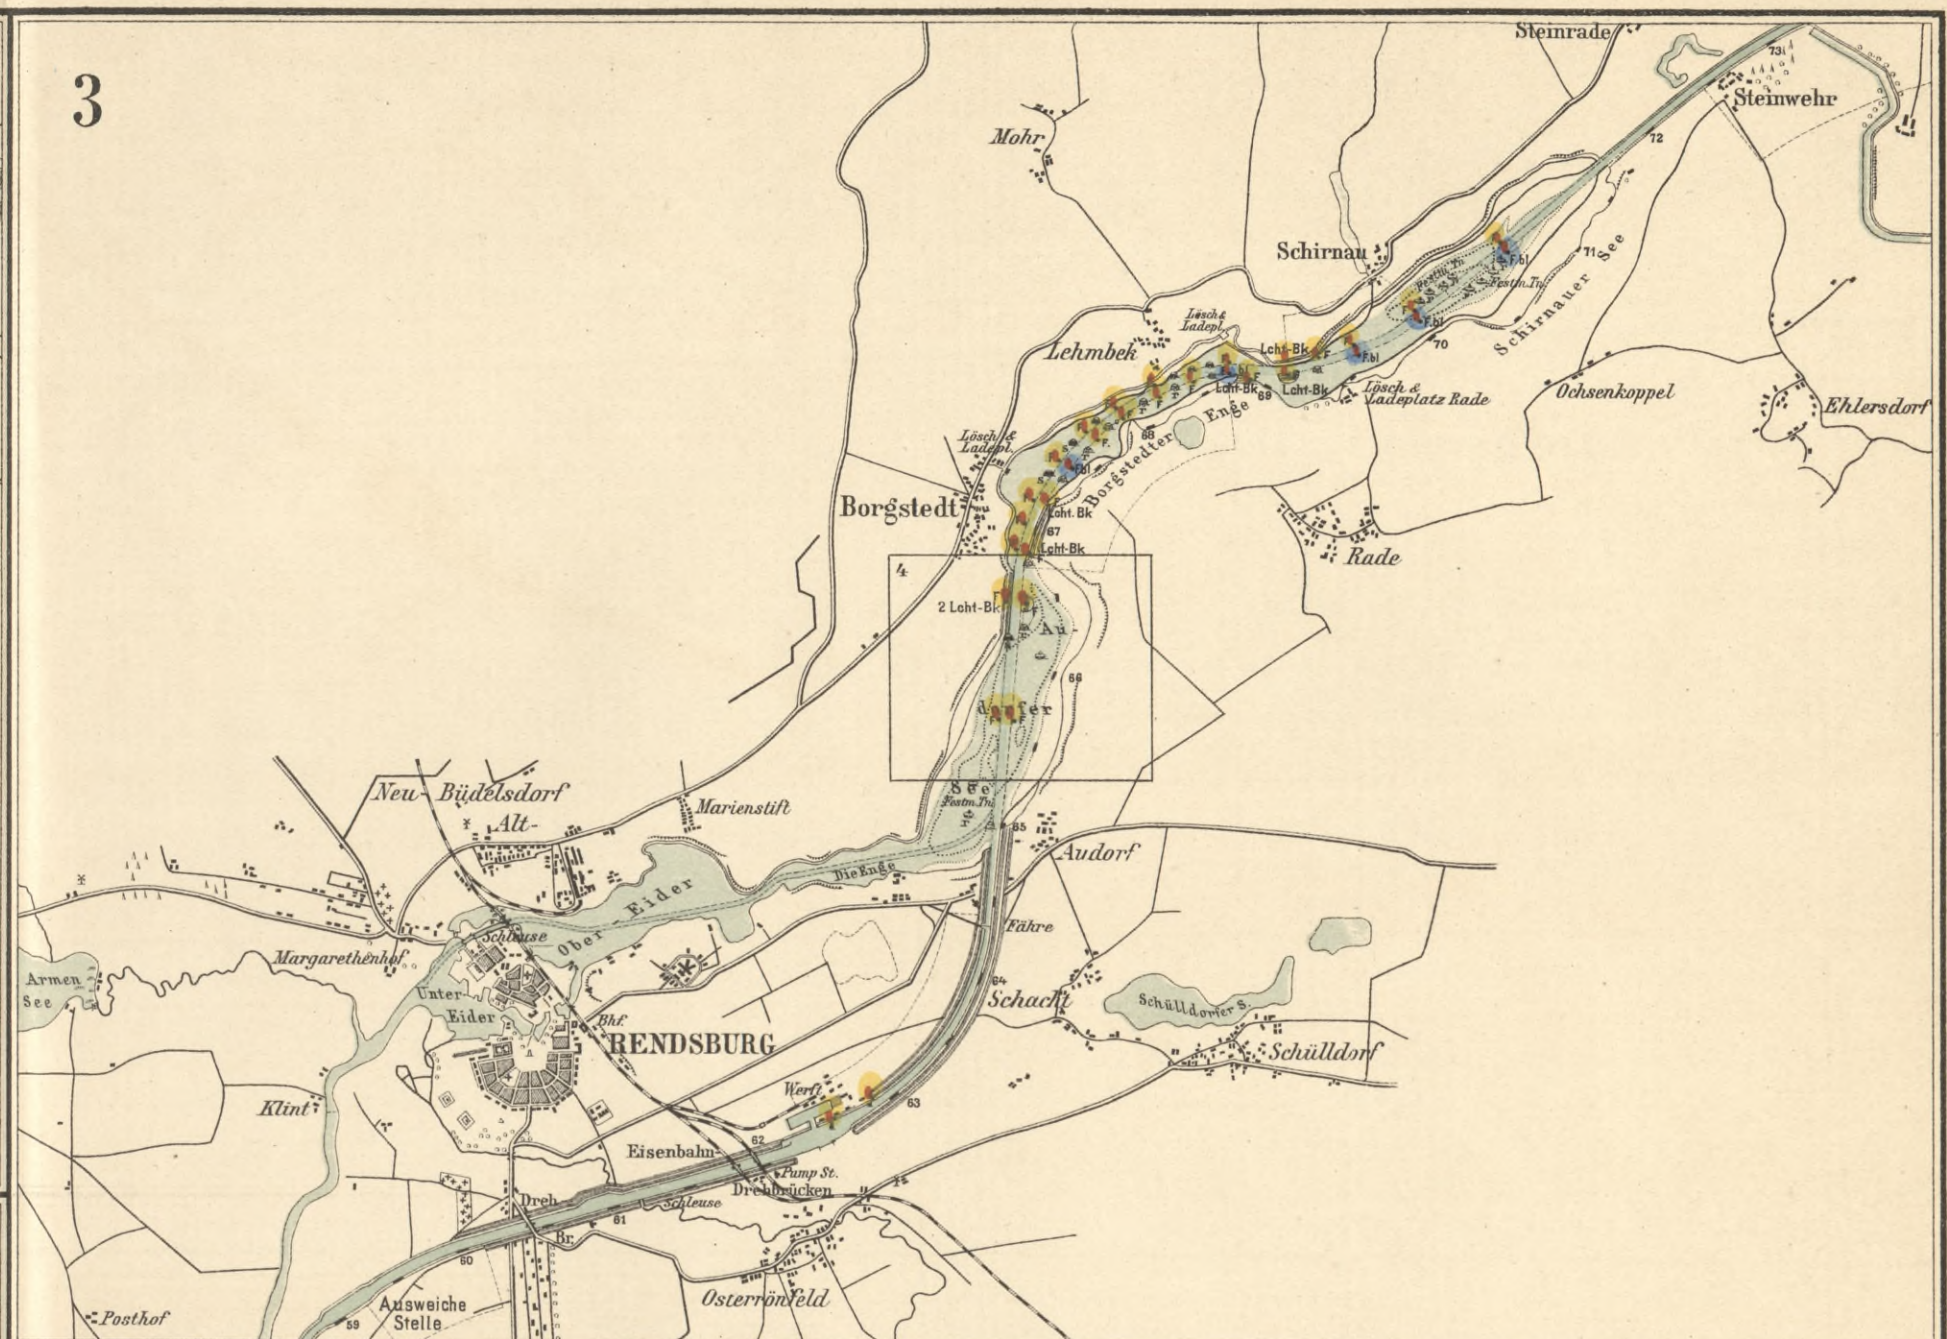 3
Steinrade
73
Steinwehr
72
Mohr
Schirnau
F.bl
71
Festm. Tn.
Festm. Tn.
Schirnauer See
F.bl
Lösch &
Ladepl.
Lehmbek
Lcht-Bk
F
F.bl
70
Lcht-Bk
69
Lcht-Bk
Lösch &
Ladeplatz Rade
Ochsenkoppel
Ehlersdorf
Borgstedter Enge
68
Lösch &
Ladepl.
F.bl
Borgstedt
Lcht. Bk
67
Lcht-Bk
Rade
4
2 Lcht-Bk
Au-
66
dorfer
See
Festm. Tn.
65
Neu-
Büdelsdorf
Alt-
Marienstift
Audorf
Die Enge
Ober-Eider
Fähre
Schleuse
Margarethenhof
Armen
See
Unter-
Eider
64
Schacht
Schülldorfer S.
Bhf.
RENDSBURG
Schülldorf
Werft
Klint
63
62
Eisenbahn-
Pump St.
Drehbrücken
Dreh
Schleuse
61
Br.
60
Osterrönfeld
Ausweiche
Stelle
59
Posthof